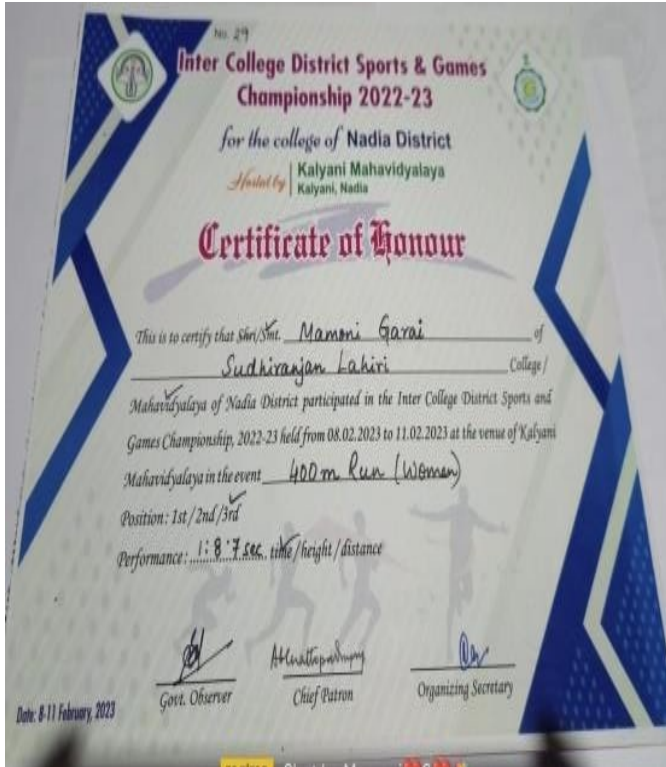 No. 29
Inter College District Sports & Games
Championship 2022-23
for the college of Nadia District
Hosted by
Kalyani Mahavidyalaya
Kalyani, Nadia
Certificate of Honour
This is to certify that Shri/Smt. Mamoni Garai of
Sudhiranjan Lahiri College /
Mahavidyalaya of Nadia District participated in the Inter College District Sports and
Games Championship, 2022-23 held from 08.02.2023 to 11.02.2023 at the venue of Kalyani
Mahavidyalaya in the event 400m Run (Women)
Position : 1st / 2nd / 3rd
Performance : 1:8.7 sec. time / height / distance
Govt. Observer
Chief Patron
Organizing Secretary
Date: 8-11 February, 2023